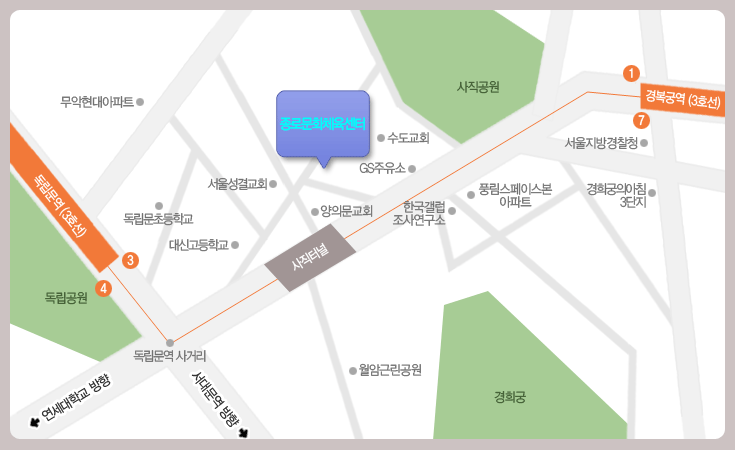 1
사직공원
경복궁역 (3호선)
무악현대아파트
종로문화체육센터
7
수도교회
서울지방경찰청
GS주유소
서울성결교회
풍림스페이스본
아파트
경희궁의아침
3단지
독립문역 (3호선)
양의문교회
한국갤럽
조사연구소
독립문초등학교
대신고등학교
사직터널
3
4
독립공원
독립문역 사거리
월암근린공원
연세대학교 방향
서대문역 방향
경희궁